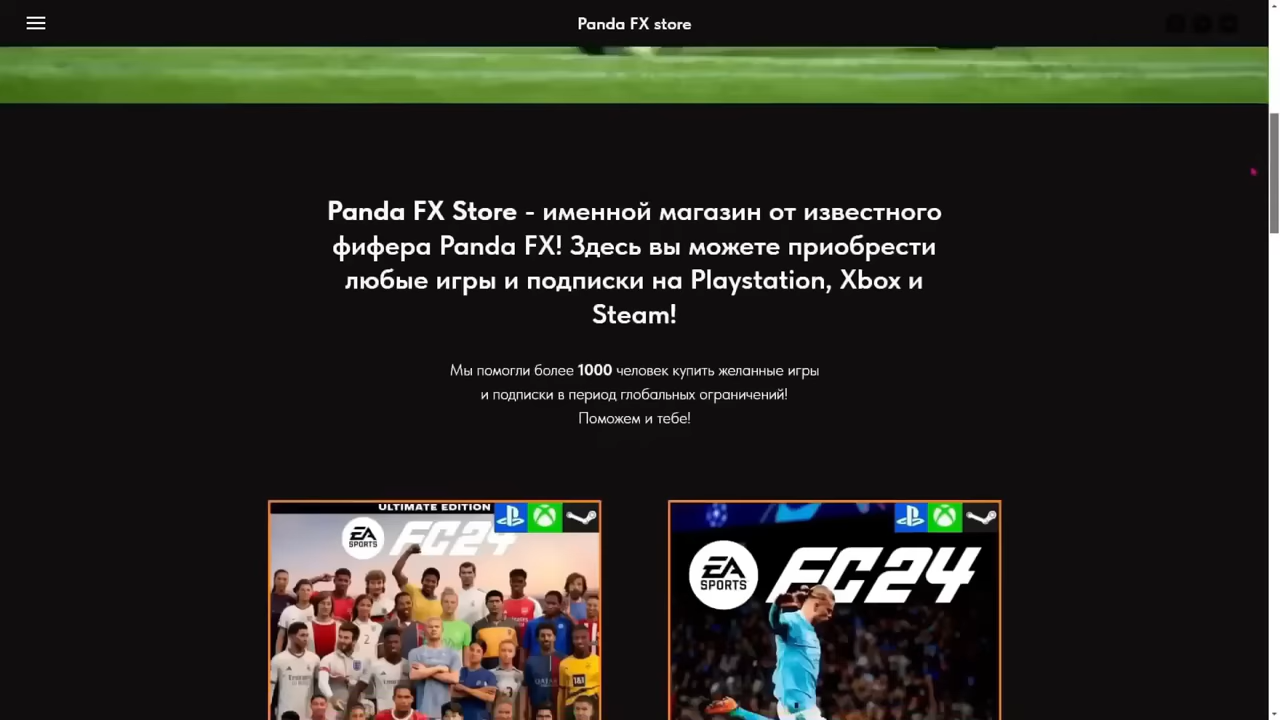 Panda FX store
Panda FX Store - именной магазин от известного
фифера Panda FX! Здесь вы можете приобрести
любые игры и подписки на Playstation, Xbox и
Steam!
Мы помогли более 1000 человек купить желанные игры
и подписки в период глобальных ограничений!
Поможем и тебе!
ULTIMATE EDITION
EA
SPORTS
FC24
EA
SPORTS
FC24